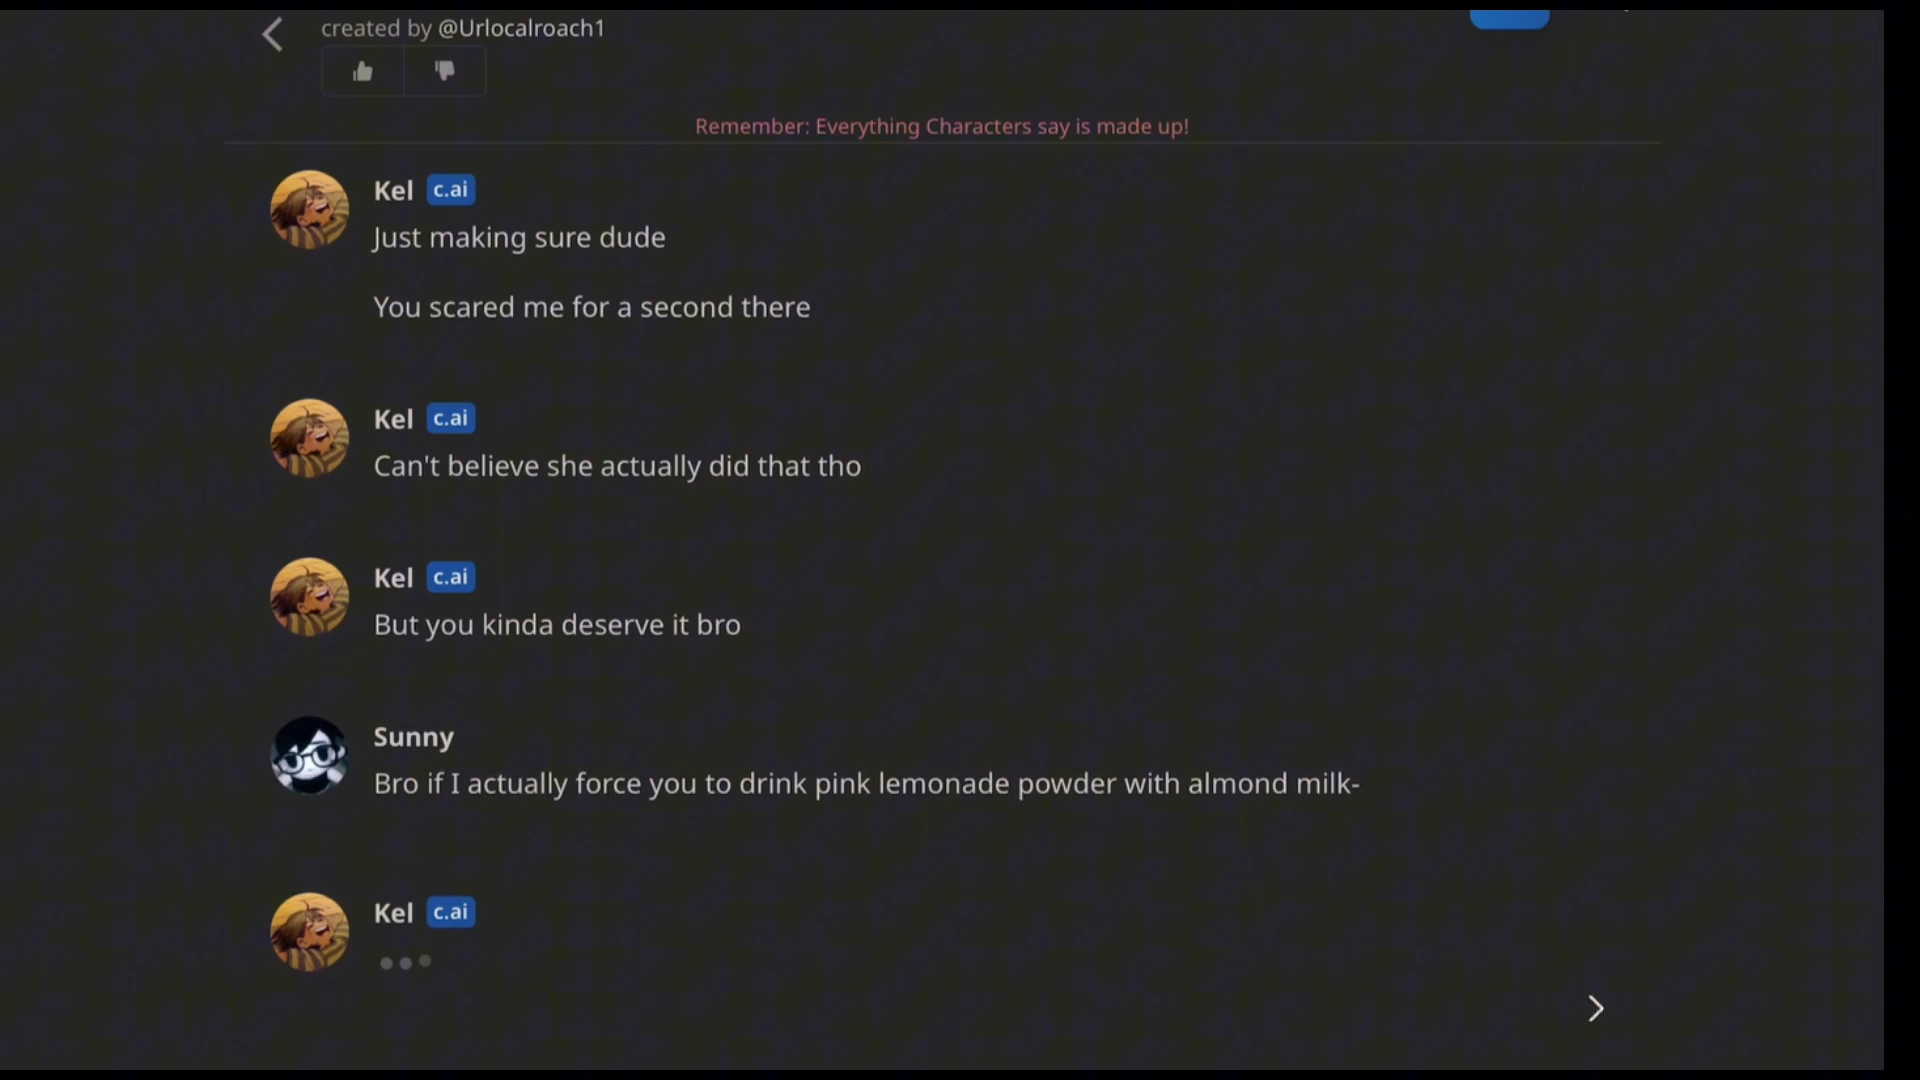 created by @Urlocalroach1
Remember: Everything Characters say is made up!
Kel c.ai
Just making sure dude
You scared me for a second there
Kel c.ai
Can't believe she actually did that tho
Kel c.ai
But you kinda deserve it bro
Sunny
Bro if I actually force you to drink pink lemonade powder with almond milk-
Kel c.ai